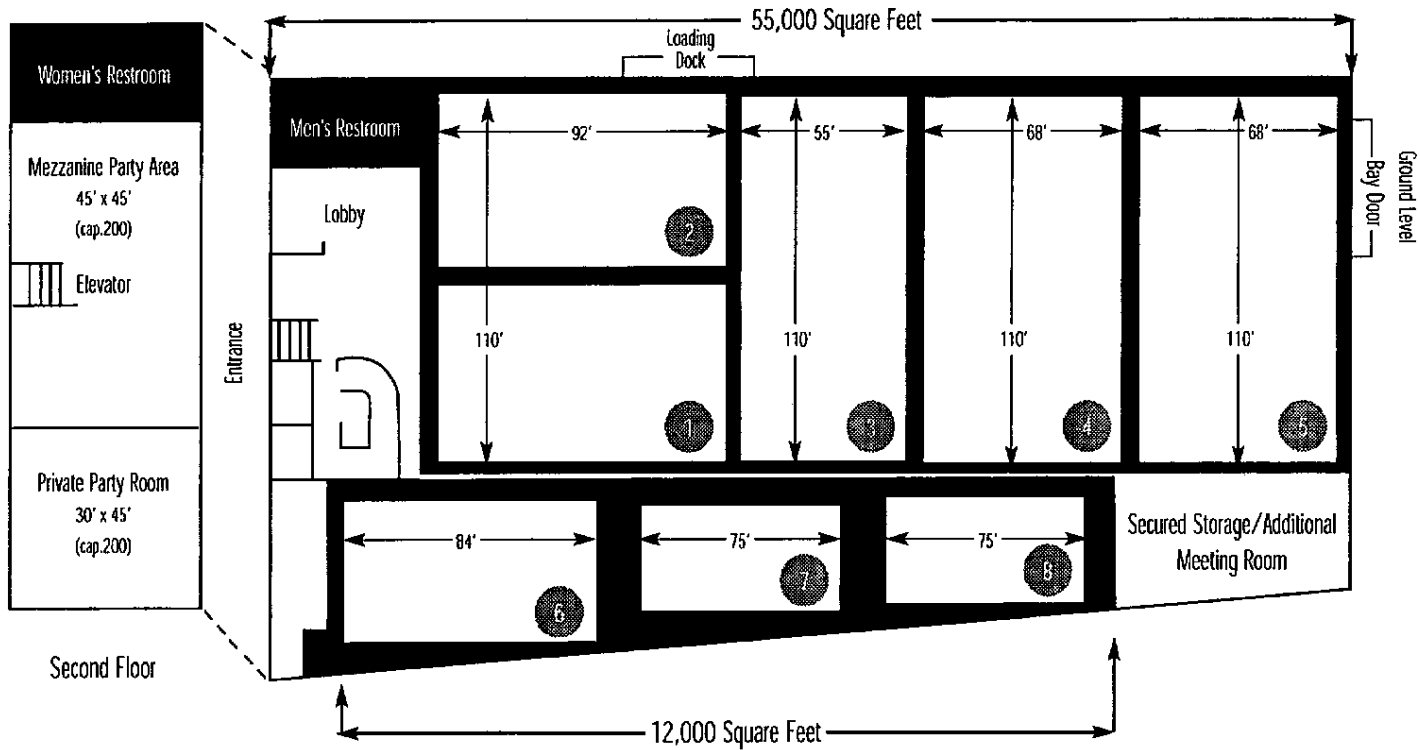 55,000 Square Feet
Loading
Dock
Women's Restroom
Men's Restroom
92'
55'
68'
68'
Ground Level
Bay Door
Mezzanine Party Area
45' x 45'
(cap.200)
Lobby
2
Elevator
Entrance
110'
110'
110'
110'
1
3
4
5
Private Party Room
30' x 45'
(cap.200)
84'
75'
75'
Secured Storage/Additional
Meeting Room
6
7
8
Second Floor
12,000 Square Feet